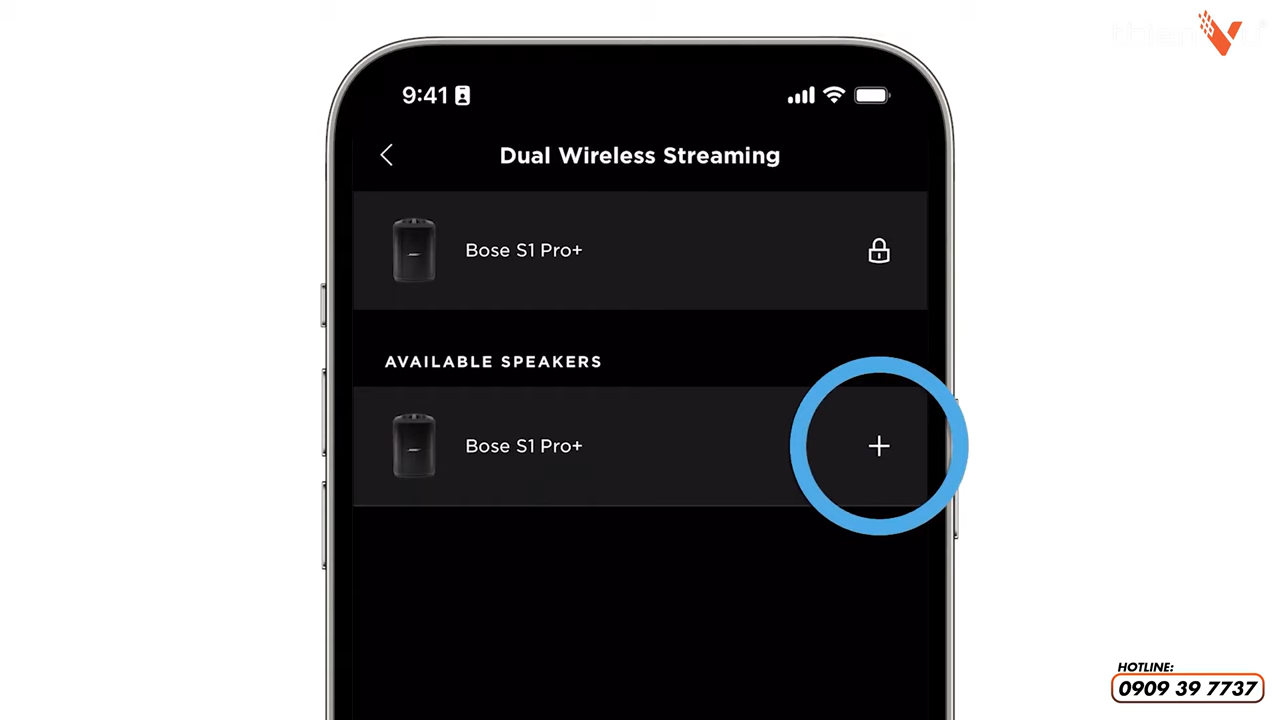 9:41
Dual Wireless Streaming
Bose S1 Pro+
AVAILABLE SPEAKERS
Bose S1 Pro+
HOTLINE:
0909 39 7737